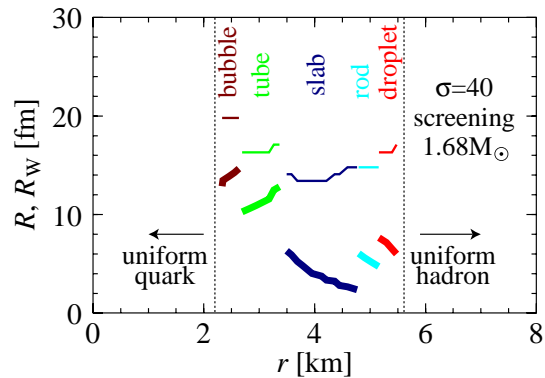 bubble
tube
slab
rod
droplet
σ=40
screening
1.68M⊙
uniform
quark
uniform
hadron
R, R_W [fm]
30
20
10
0
0 2 4 6 8
r [km]